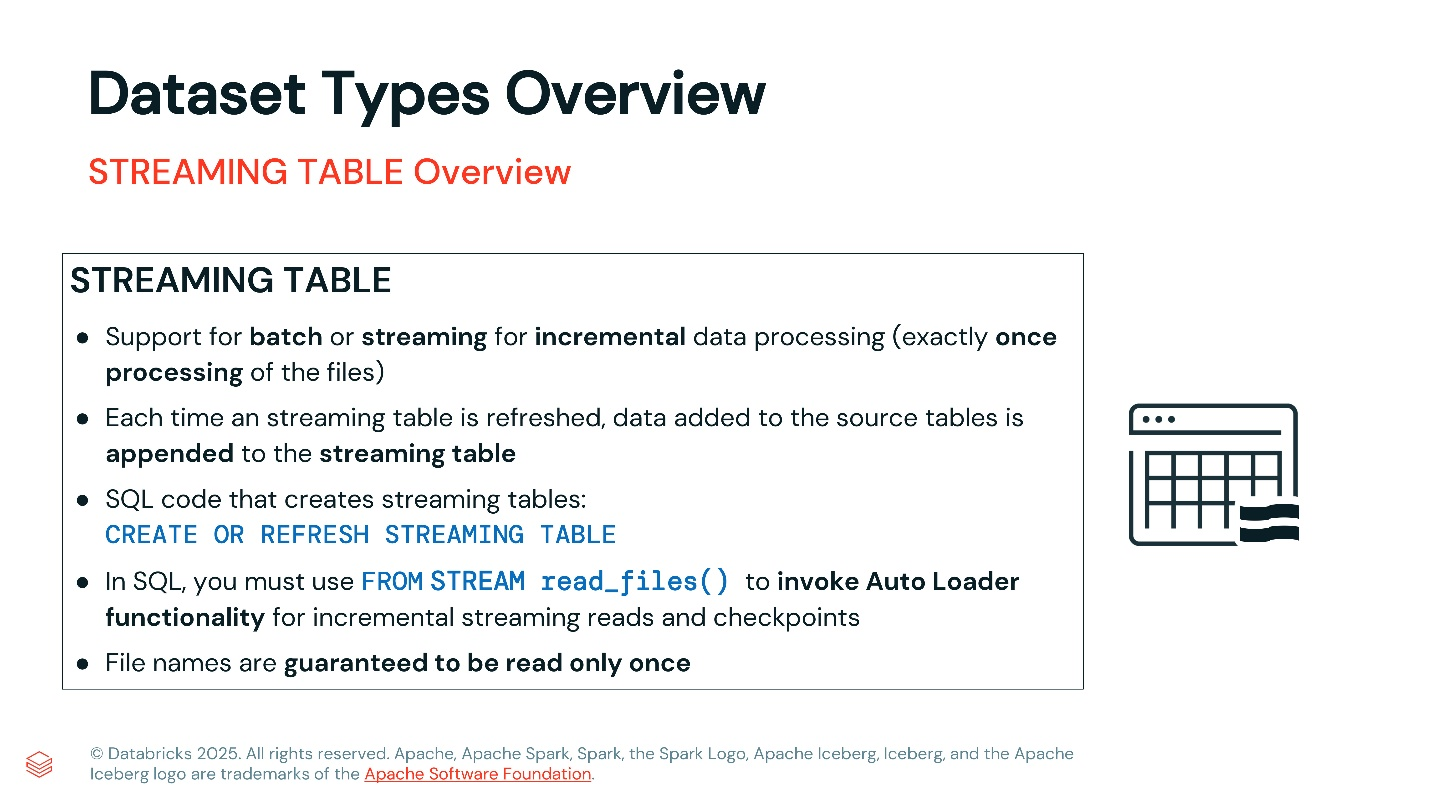 Dataset Types Overview
STREAMING TABLE Overview
STREAMING TABLE
● Support for batch or streaming for incremental data processing (exactly once
processing of the files)
● Each time an streaming table is refreshed, data added to the source tables is
appended to the streaming table
● SQL code that creates streaming tables:
CREATE OR REFRESH STREAMING TABLE
● In SQL, you must use FROM STREAM read_files() to invoke Auto Loader
functionality for incremental streaming reads and checkpoints
● File names are guaranteed to be read only once
© Databricks 2025. All rights reserved. Apache, Apache Spark, Spark, the Spark Logo, Apache Iceberg, Iceberg, and the Apache
Iceberg logo are trademarks of the Apache Software Foundation.